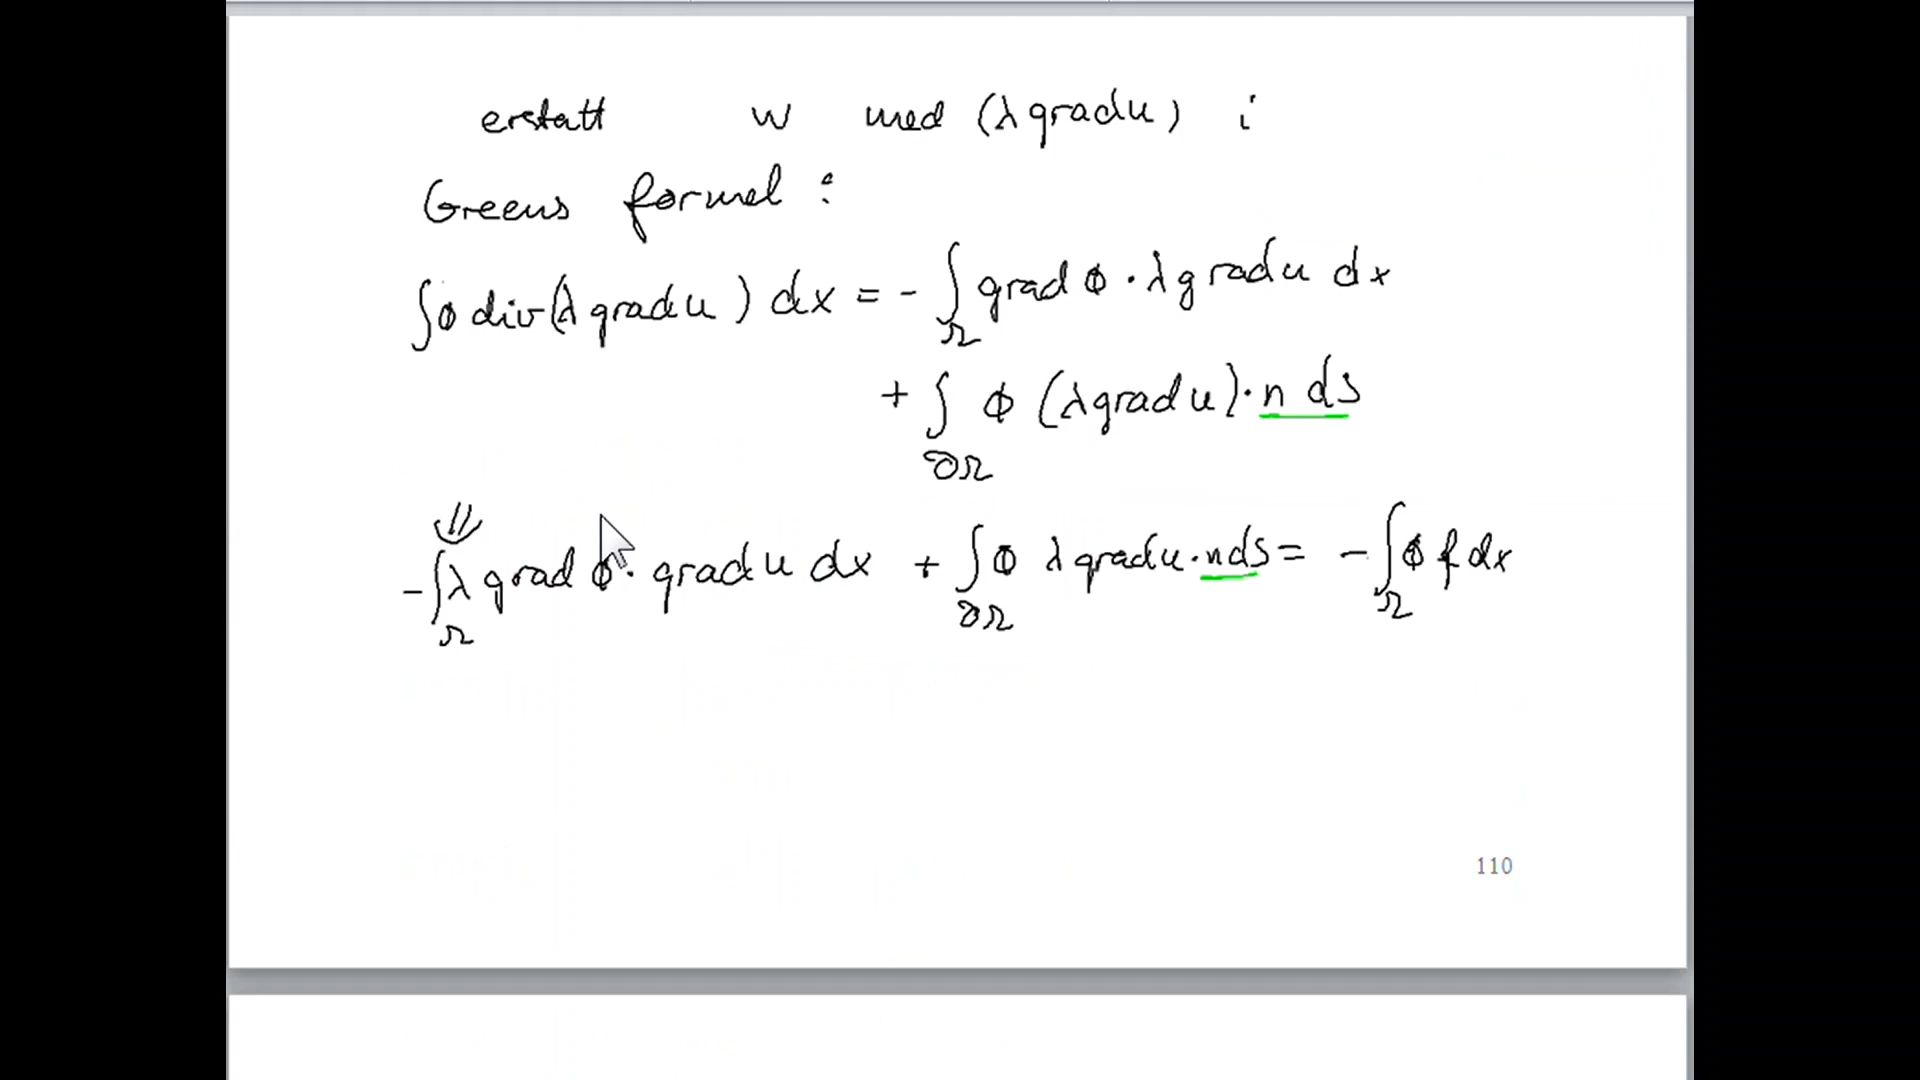 erstatt w med (λ grad u) i
Greens formel :
∫ϕ div(λ grad u) dx = - ∫_Ω grad ϕ · λ grad u dx
+ ∫_∂Ω ϕ (λ grad u) · n ds
⇓
- ∫_Ω λ grad ϕ · grad u dx + ∫_∂Ω ϕ λ grad u · n ds = - ∫_Ω ϕ f dx
110